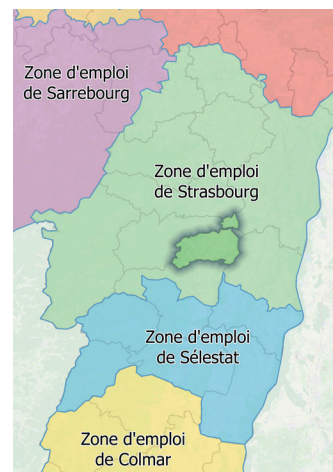 Zone d'emploi
de Sarrebourg
Zone d'emploi
de Strasbourg
Zone d'emploi
de Sélestat
Zone d'emploi
de Colmar